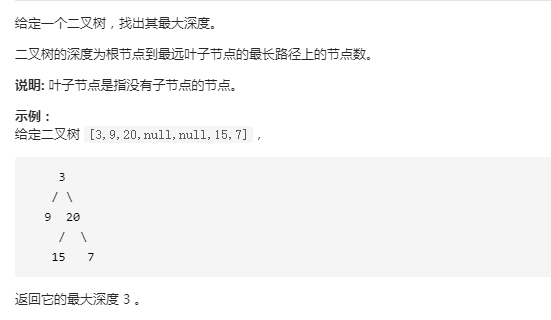 给定一个二叉树，找出其最大深度。
二叉树的深度为根节点到最远叶子节点的最长路径上的节点数。
说明: 叶子节点是指没有子节点的节点。
示例：
给定二叉树 [3,9,20,null,null,15,7]，
3
/ \
9 20
/ \
15 7
返回它的最大深度 3 。